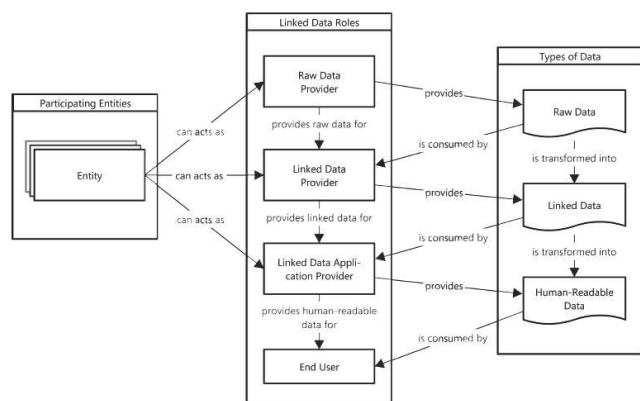 Linked Data Roles
Types of Data
Participating Entities
Raw Data
Provider
provides
Raw Data
can acts as
provides raw data for
is consumed by
is transformed into
Entity
can acts as
Linked Data
Provider
provides
Linked Data
can acts as
provides linked data for
is consumed by
is transformed into
Linked Data Appli-
cation Provider
provides
Human-Readable
Data
provides human-readable
data for
is consumed by
End User